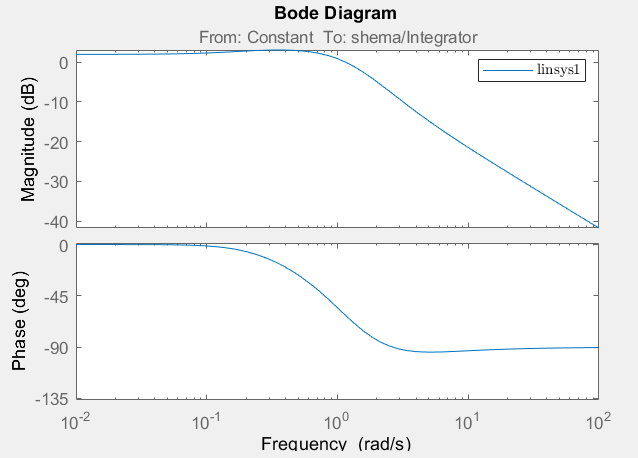 Bode Diagram
From: Constant To: shema/Integrator
Magnitude (dB)
0
-10
-20
-30
-40
linsys1
Phase (deg)
0
-45
-90
-135
10^-2
10^-1
10^0
10^1
10^2
Frequency (rad/s)